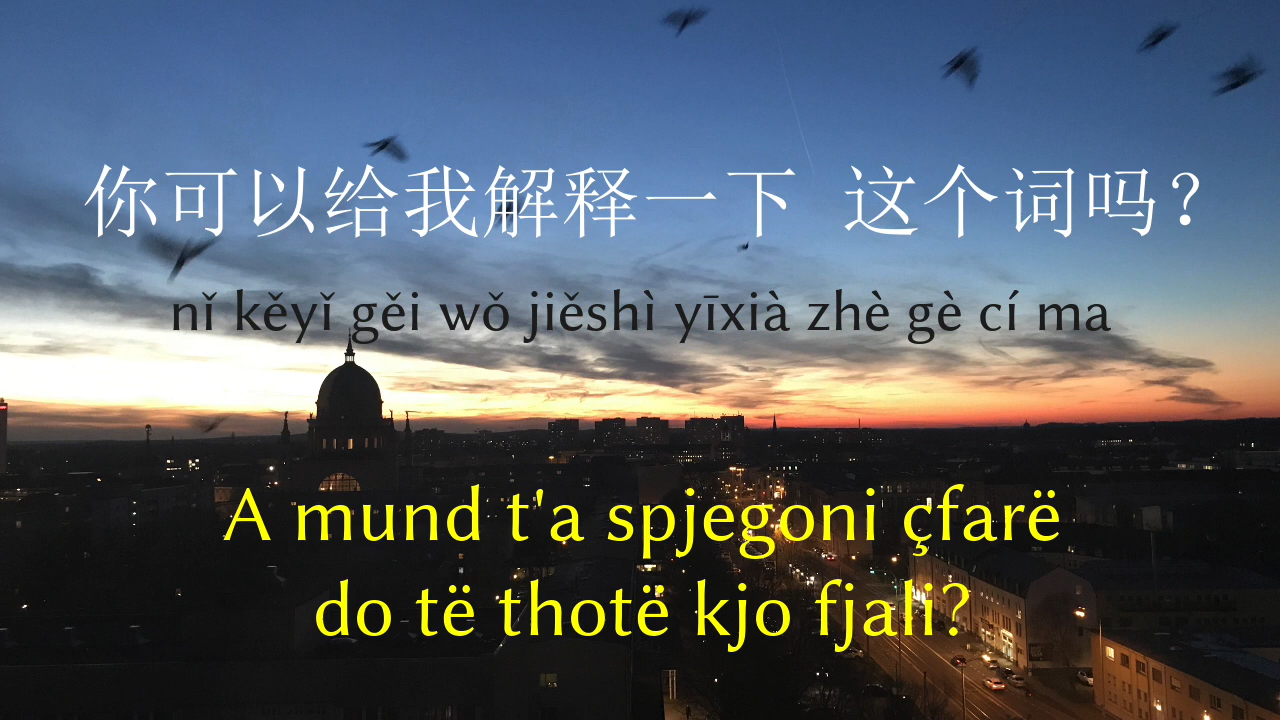 你可以给我解释一下 这个词吗?
nǐ kěyǐ gěi wǒ jiěshì yīxià zhè gè cí ma
A mund t'a spjegoni çfarë
do të thotë kjo fjali?